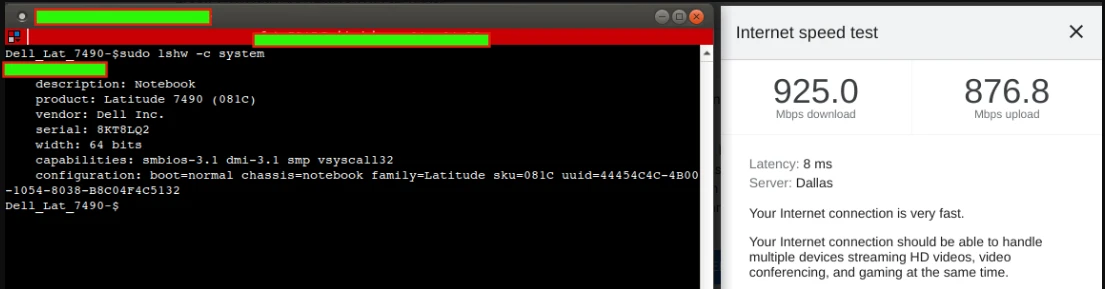 Dell_Lat_7490-$sudo lshw -c system
description: Notebook
product: Latitude 7490 (081C)
vendor: Dell Inc.
serial: 8KT8LQ2
width: 64 bits
capabilities: smbios-3.1 dmi-3.1 smp vsyscall32
configuration: boot=normal chassis=notebook family=Latitude sku=081C uuid=44454C4C-4B00
-1054-8038-B8C04F4C5132
Dell_Lat_7490-$
Internet speed test
925.0
Mbps download
876.8
Mbps upload
Latency: 8 ms
Server: Dallas
Your Internet connection is very fast.
Your Internet connection should be able to handle
multiple devices streaming HD videos, video
conferencing, and gaming at the same time.